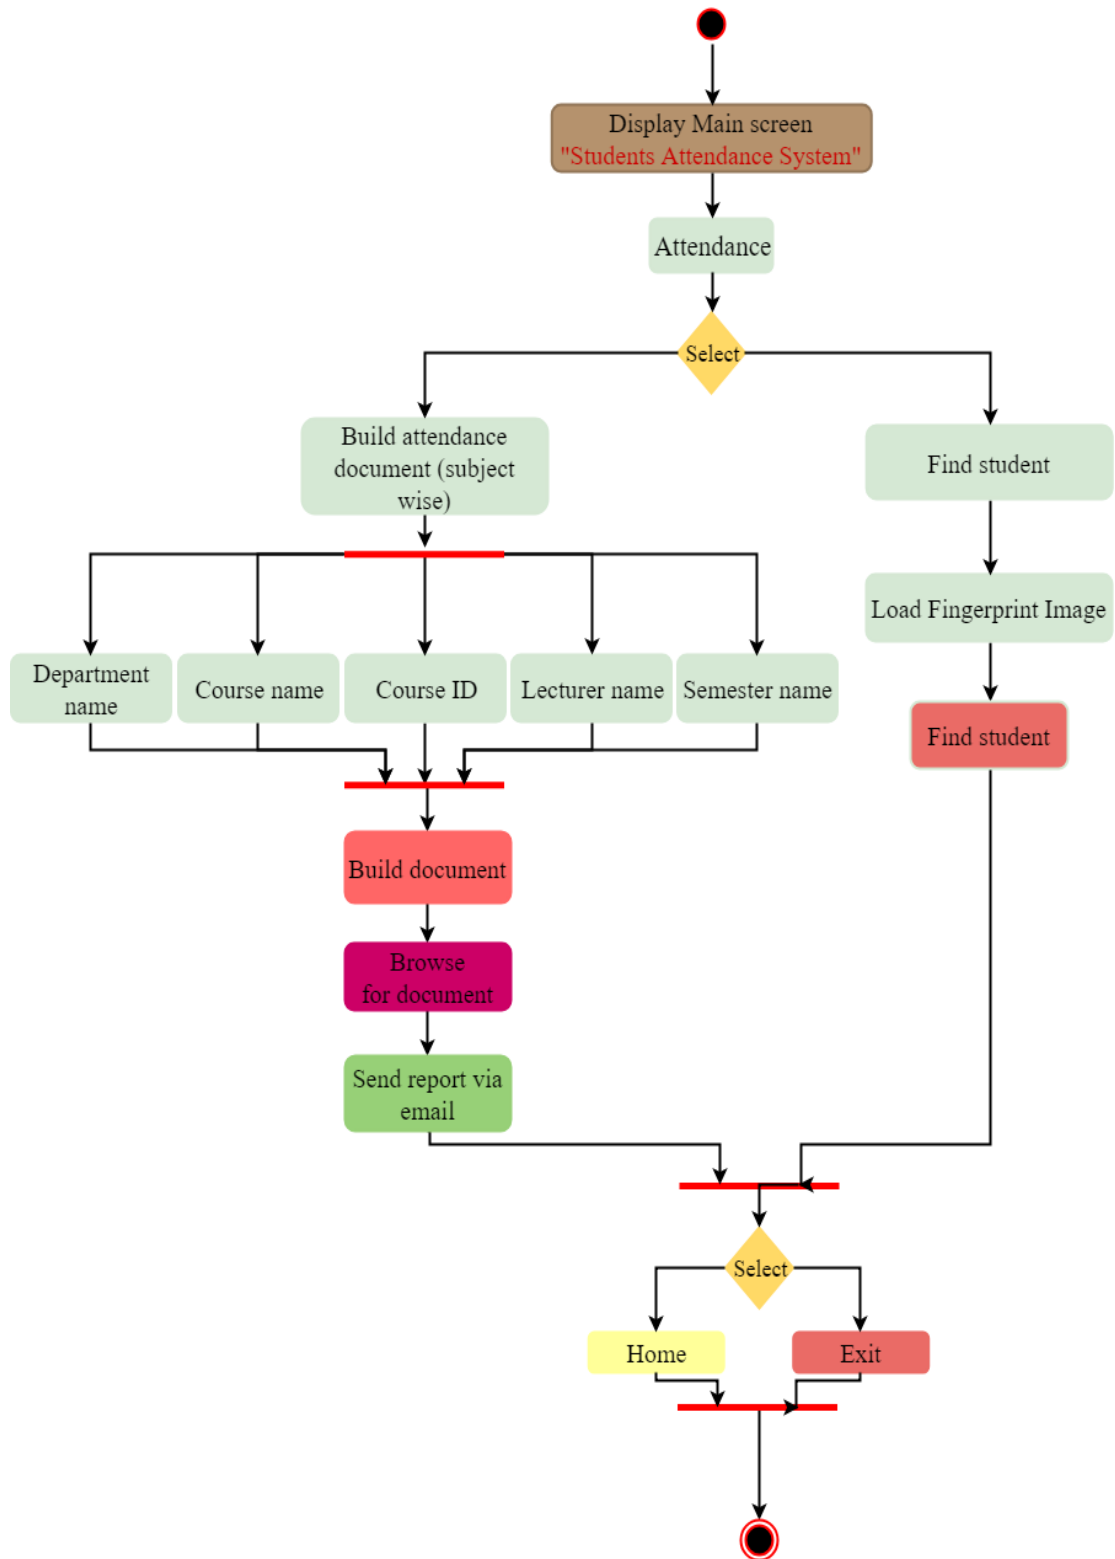 Display Main screen
"Students Attendance System"
Attendance
Select
Build attendance
document (subject
wise)
Find student
Load Fingerprint Image
Department
name
Course name
Course ID
Lecturer name
Semester name
Find student
Build document
Browse
for document
Send report via
email
Select
Home
Exit